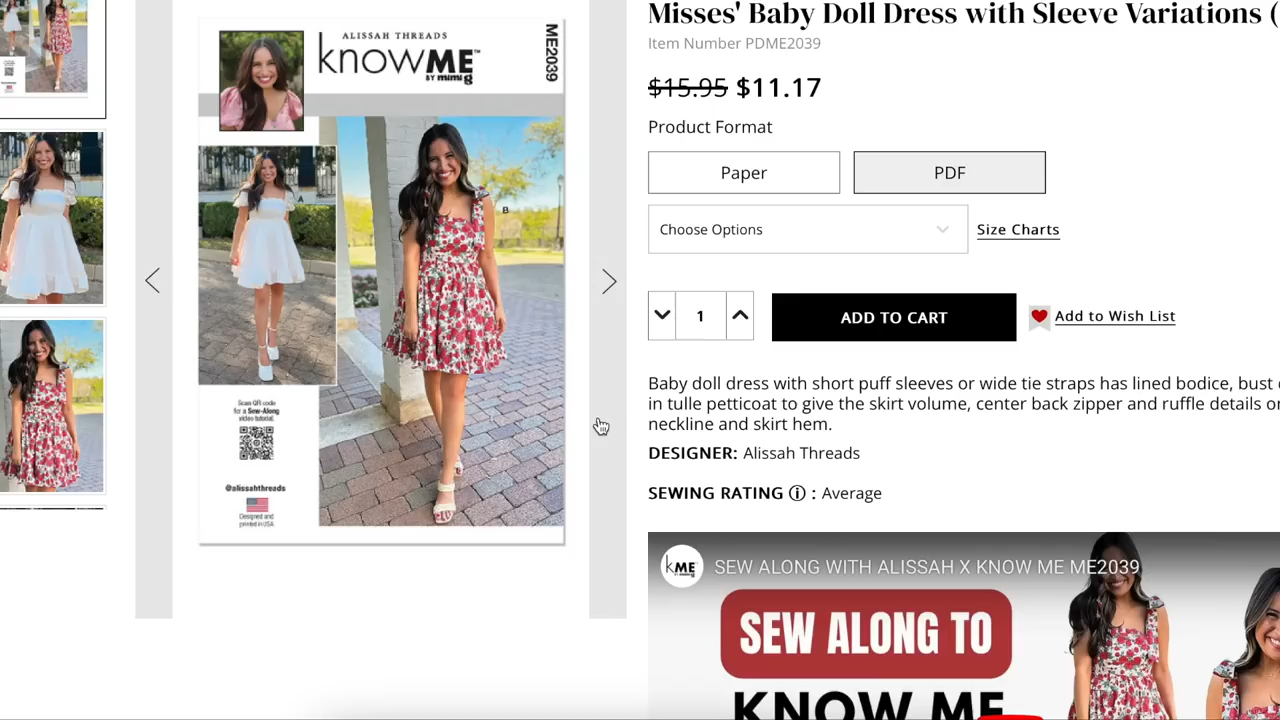 ALISSAH THREADS
knowME™
BY mimi g
ME2039
A
B
Scan QR code
for a Sew-Along
video tutorial.
@alissahthreads
Designed and
printed in USA
Misses' Baby Doll Dress with Sleeve Variations (
Item Number PDME2039
$15.95 $11.17
Product Format
Paper
PDF
Choose Options
Size Charts
1
ADD TO CART
Add to Wish List
Baby doll dress with short puff sleeves or wide tie straps has lined bodice, bust
in tulle petticoat to give the skirt volume, center back zipper and ruffle details
neckline and skirt hem.
DESIGNER: Alissah Threads
SEWING RATING ⓘ : Average
kME
BY mimi g
SEW ALONG WITH ALISSAH X KNOW ME ME2039
SEW ALONG TO
KNOW ME